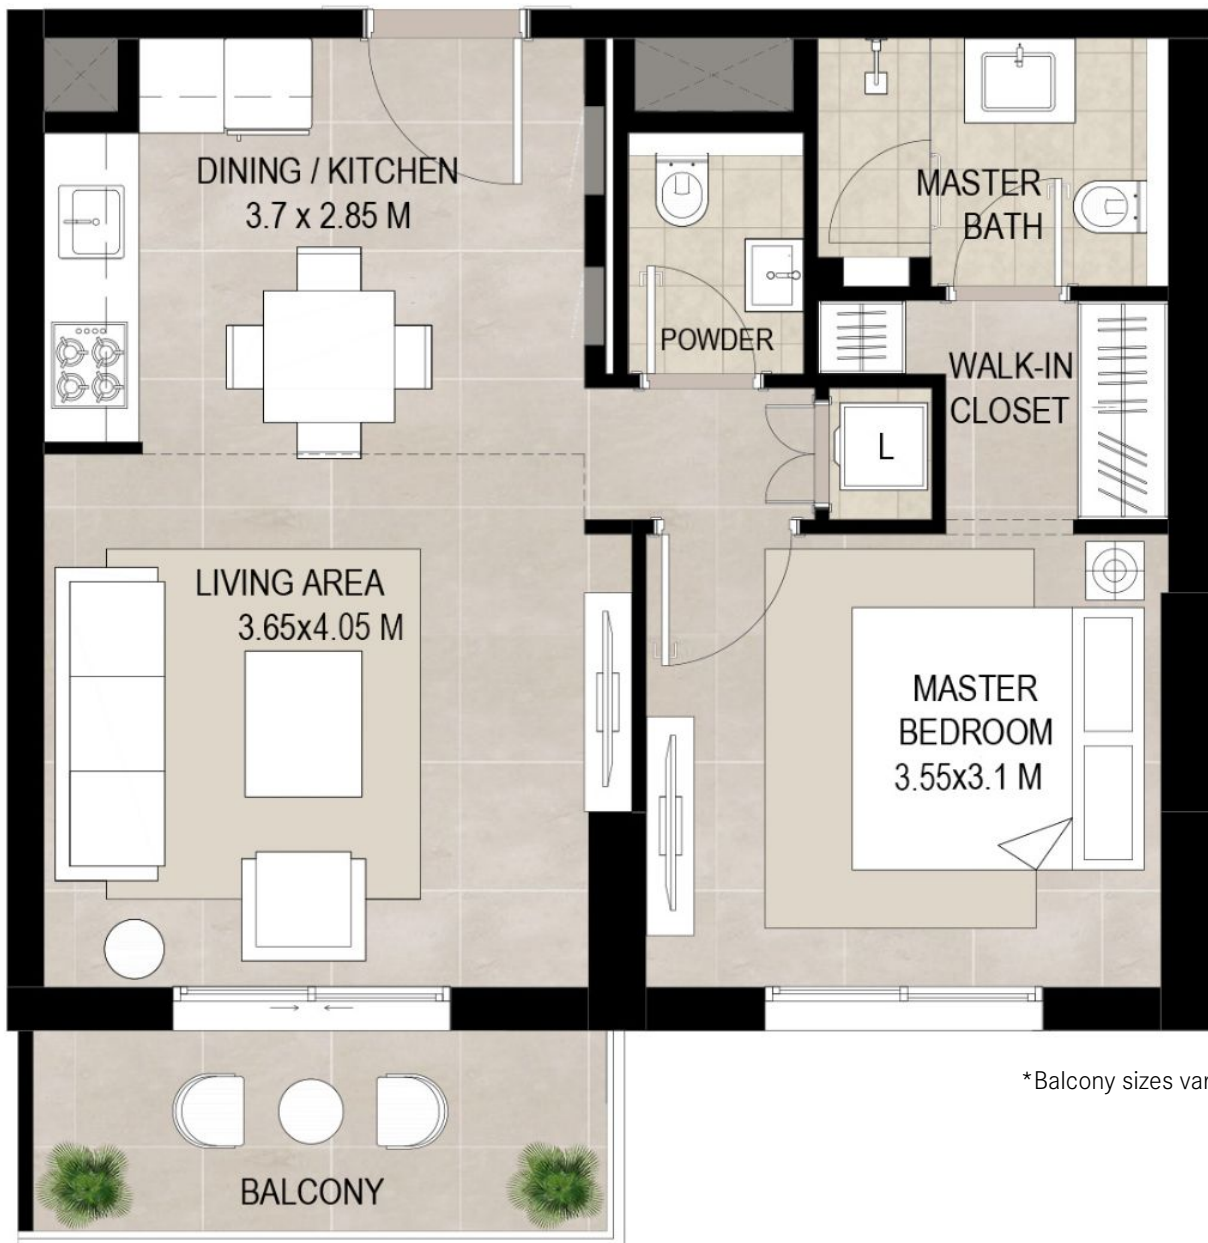 DINING / KITCHEN
3.7 x 2.85 M
MASTER
BATH
POWDER
WALK-IN
CLOSET
L
LIVING AREA
3.65x4.05 M
MASTER
BEDROOM
3.55x3.1 M
*Balcony sizes var
BALCONY